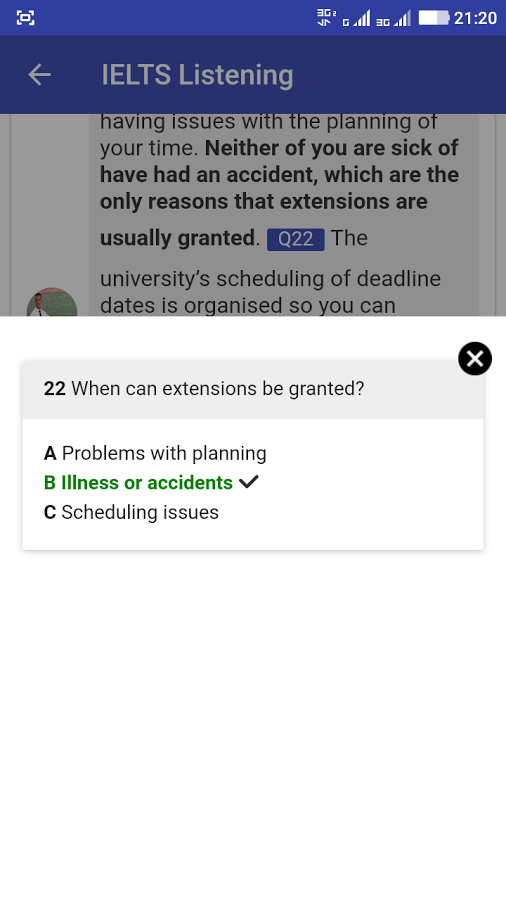 3G 2
G
3G
21:20
IELTS Listening
having issues with the planning of
your time. Neither of you are sick of
have had an accident, which are the
only reasons that extensions are
usually granted. Q22 The
university's scheduling of deadline
dates is organised so you can
22 When can extensions be granted?
A Problems with planning
B Illness or accidents
C Scheduling issues